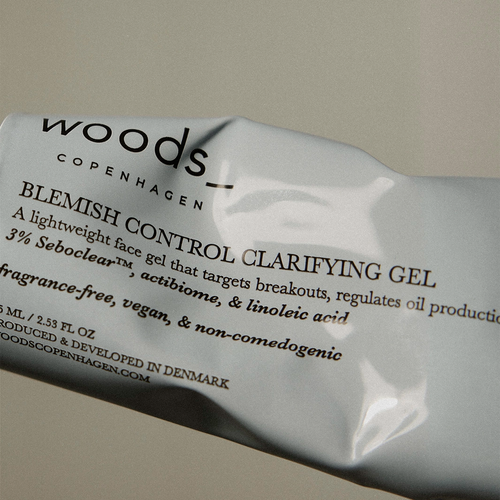 woods_
COPENHAGEN
BLEMISH CONTROL CLARIFYING GEL
A lightweight face gel that targets breakouts, regulates oil
3% Seboclear™, actibiome, & linoleic acid
fragrance-free, vegan, & non-comedogenic
ML / 2.53 FL OZ
& DEVELOPED IN DENMARK